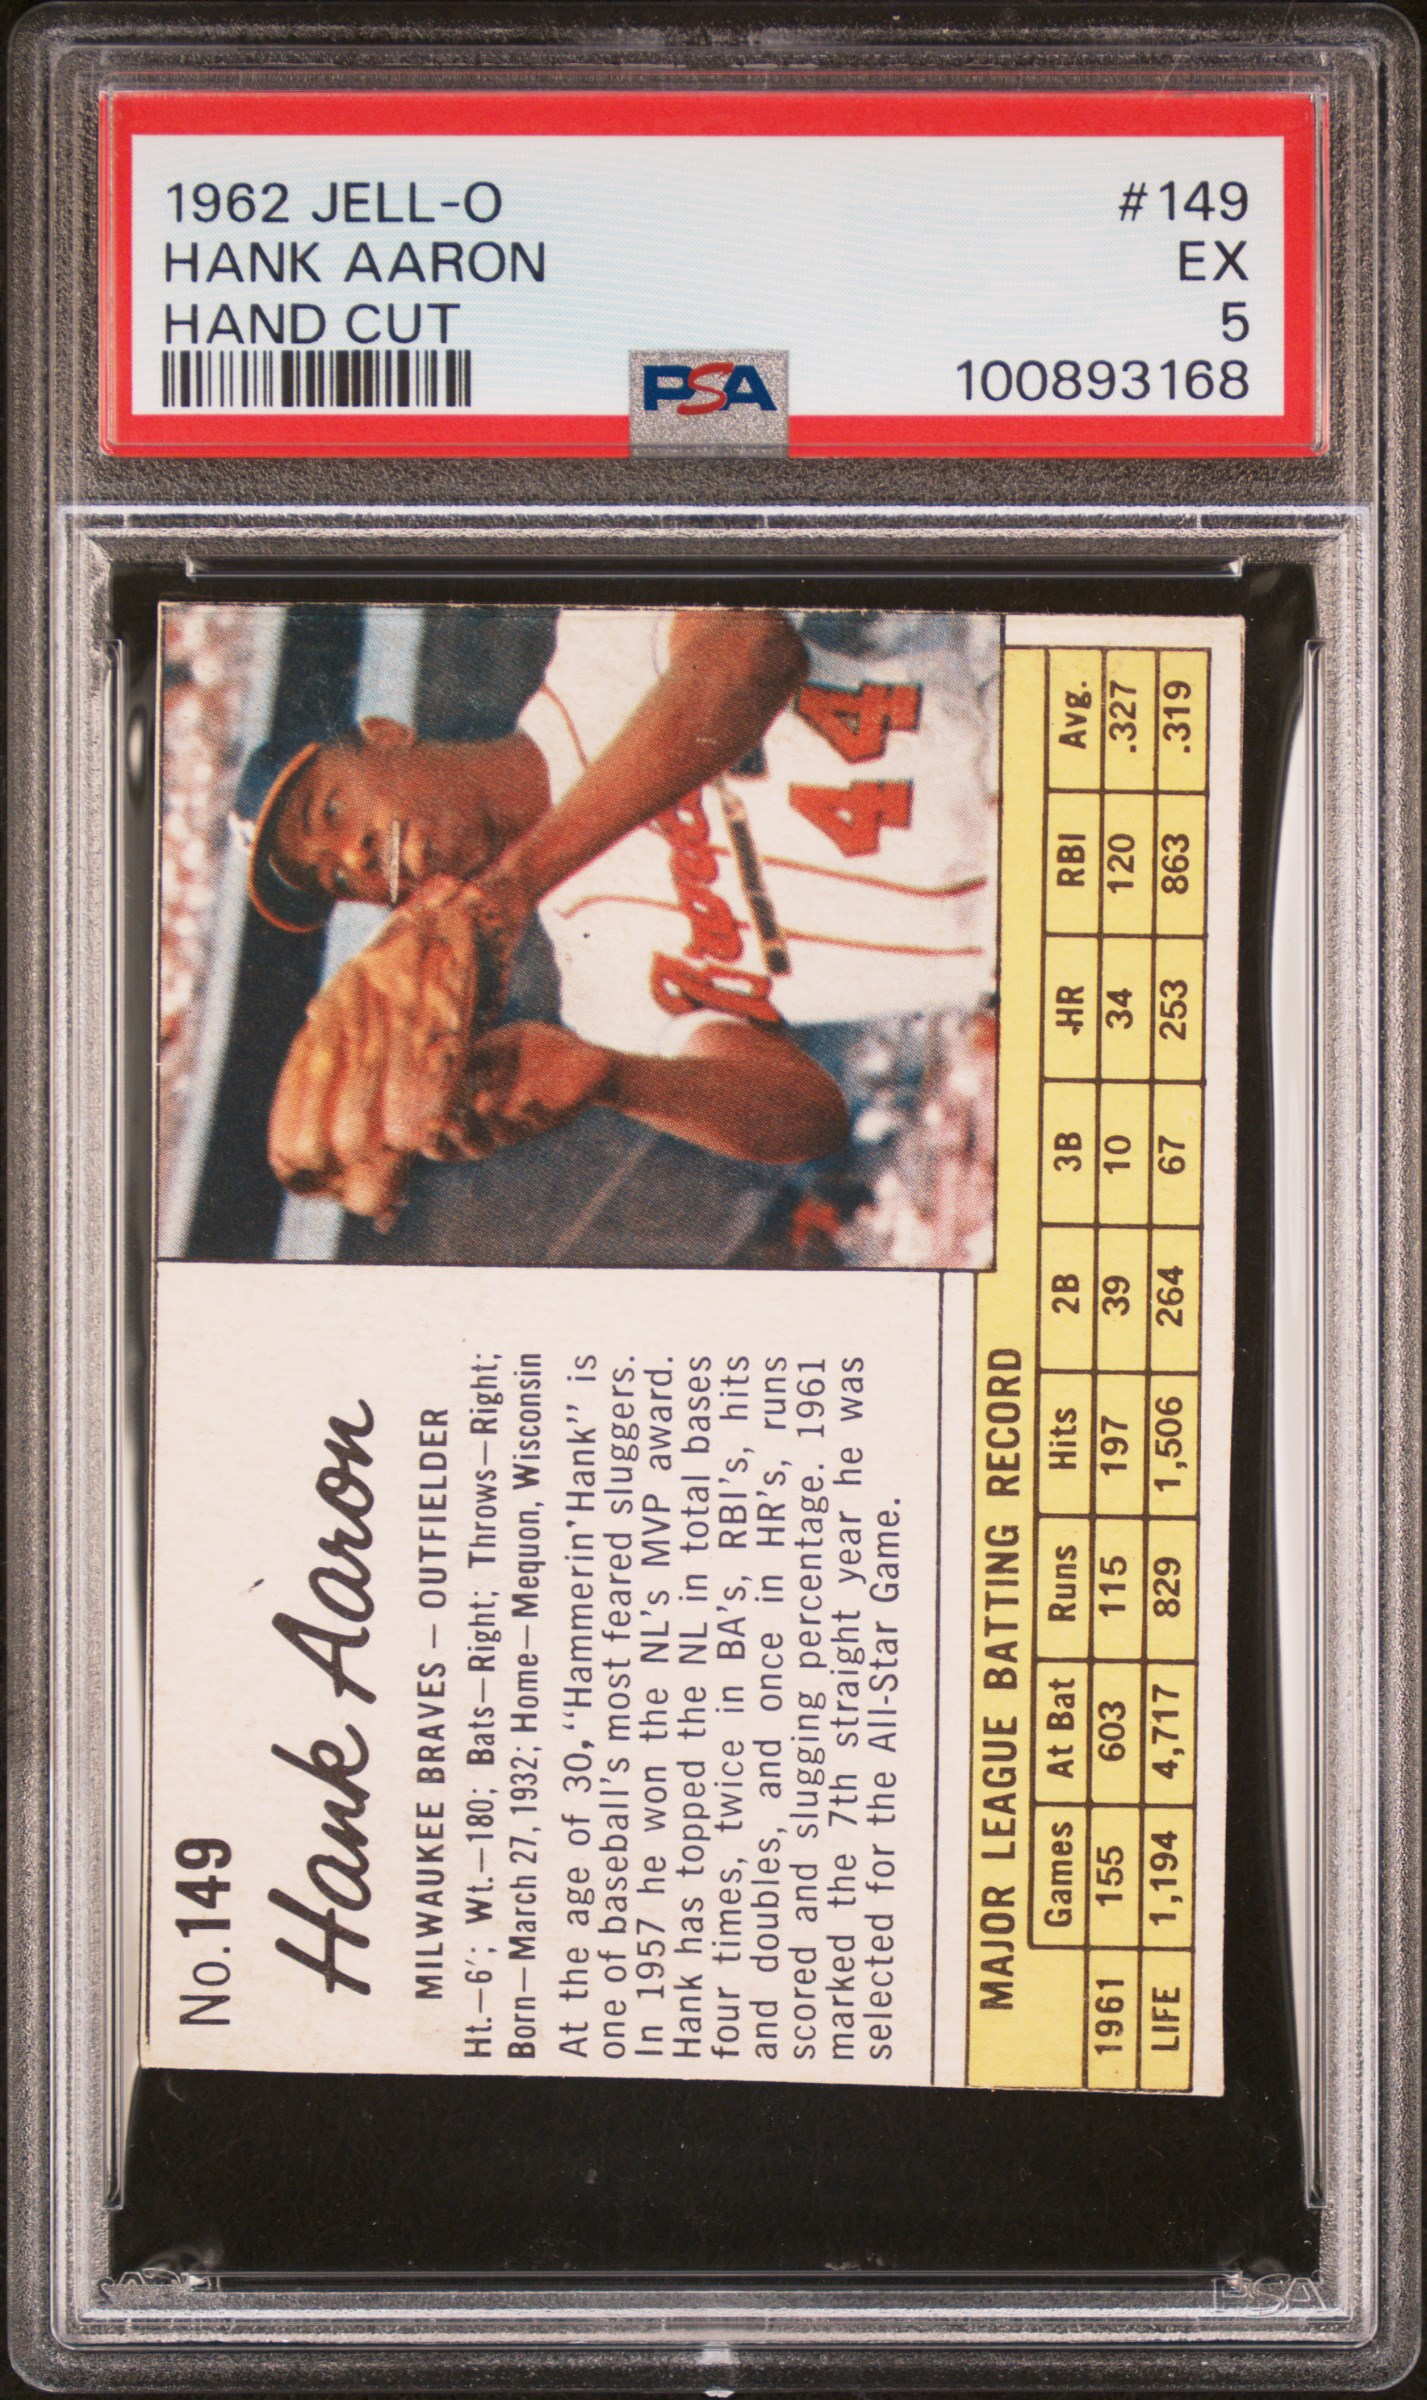 1962 JELL-O #149
HANK AARON EX
HAND CUT 5
PSA 100893168
No. 149
Hank Aaron
MILWAUKEE BRAVES — OUTFIELDER
Ht.—6′; Wt.—180; Bats—Right; Throws—Right;
Born—March 27, 1932; Home—Mequon, Wisconsin
At the age of 30, "Hammerin' Hank" is
one of baseball's most feared sluggers.
In 1957 he won the NL's MVP award.
Hank has topped the NL in total bases
four times, twice in BA's, RBI's, hits
and doubles, and once in HR's, runs
scored and slugging percentage. 1961
marked the 7th straight year he was
selected for the All-Star Game.
MAJOR LEAGUE BATTING RECORD
Games At Bat Runs Hits 2B 3B HR RBI Avg.
1961 155 603 115 197 39 10 34 120 .327
LIFE 1,194 4,717 829 1,506 264 67 253 863 .319
Braves
44
PSA
PSA